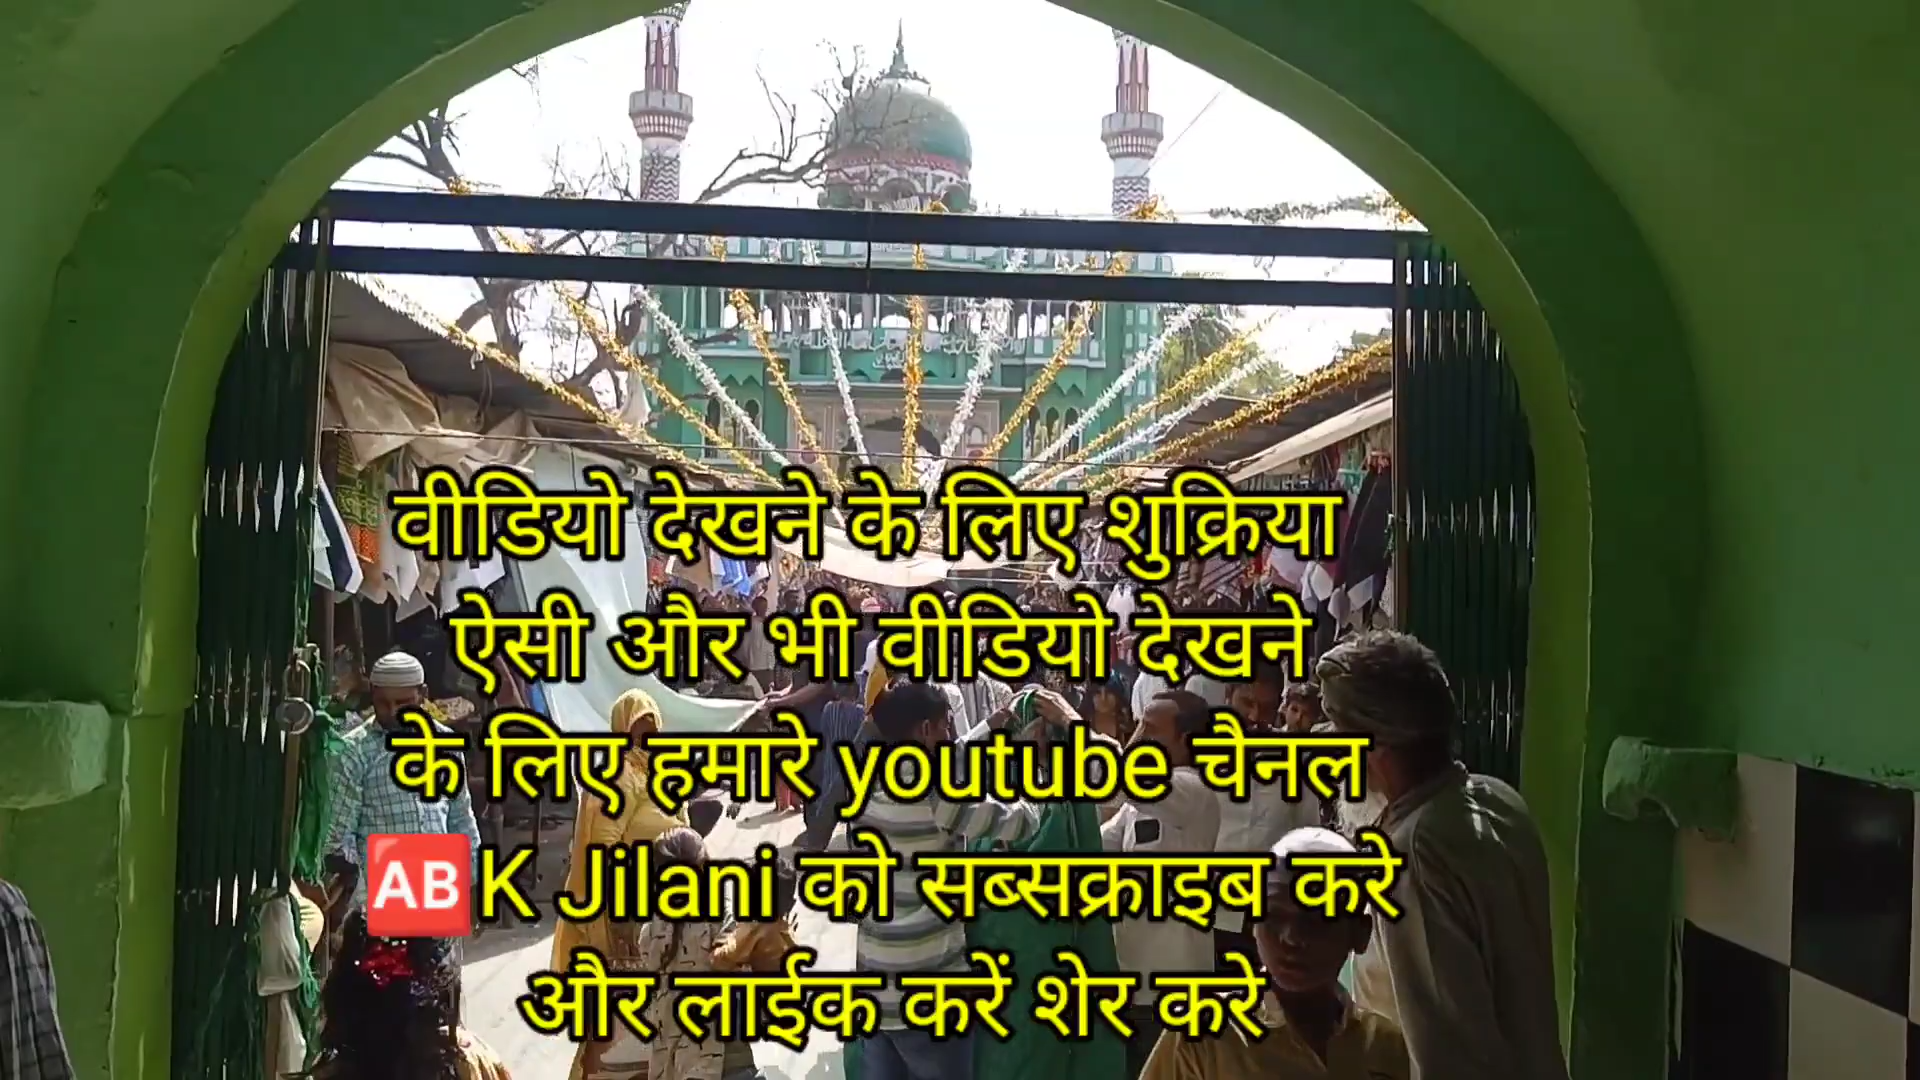 वीडियो देखने के लिए शुक्रिया
ऐसी और भी वीडियो देखने
के लिए हमारे youtube चैनल
🆎K Jilani को सब्सक्राइब करे
और लाईक करें शेर करे